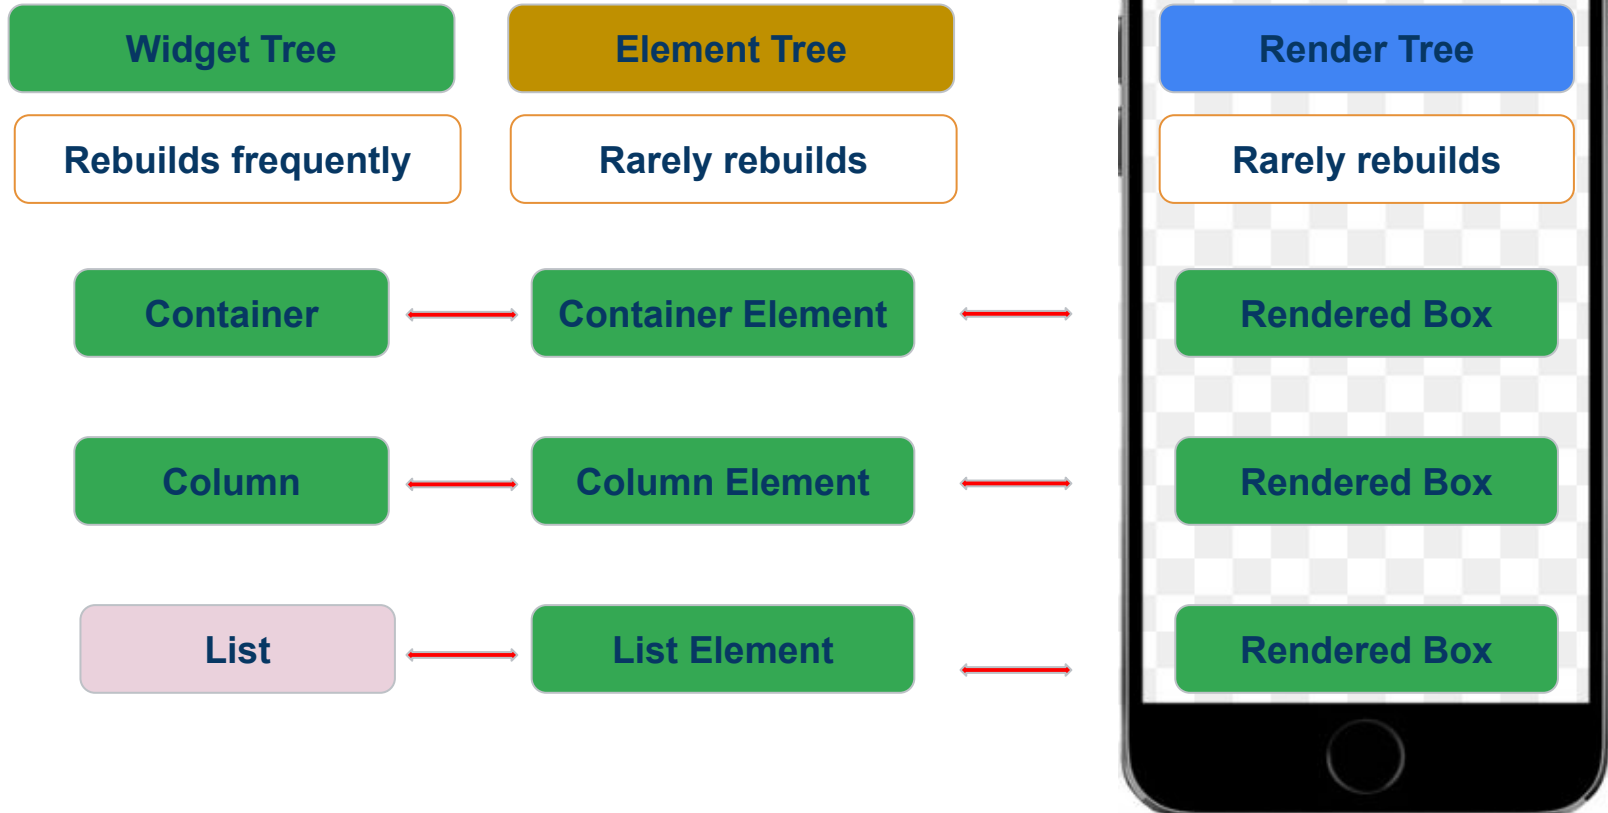 Widget Tree
Element Tree
Render Tree
Rebuilds frequently
Rarely rebuilds
Rarely rebuilds
Container
Container Element
Rendered Box
Column
Column Element
Rendered Box
List
List Element
Rendered Box